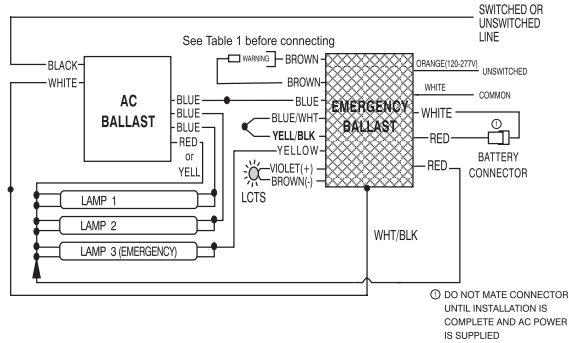 SWITCHED OR
UNSWITCHED
LINE
See Table 1 before connecting
BLACK
WHITE
AC
BALLAST
BLUE
BLUE
BLUE
RED
or
YELL
WARNING
BROWN
BROWN
BLUE
BLUE/WHT
YELL/BLK
YELLOW
VIOLET(+)
BROWN(-)
LCTS
EMERGENCY
BALLAST
ORANGE(120-277V)
UNSWITCHED
WHITE
COMMON
WHITE
RED
1
BATTERY
CONNECTOR
RED
LAMP 1
LAMP 2
LAMP 3 (EMERGENCY)
WHT/BLK
1 DO NOT MATE CONNECTOR
UNTIL INSTALLATION IS
COMPLETE AND AC POWER
IS SUPPLIED